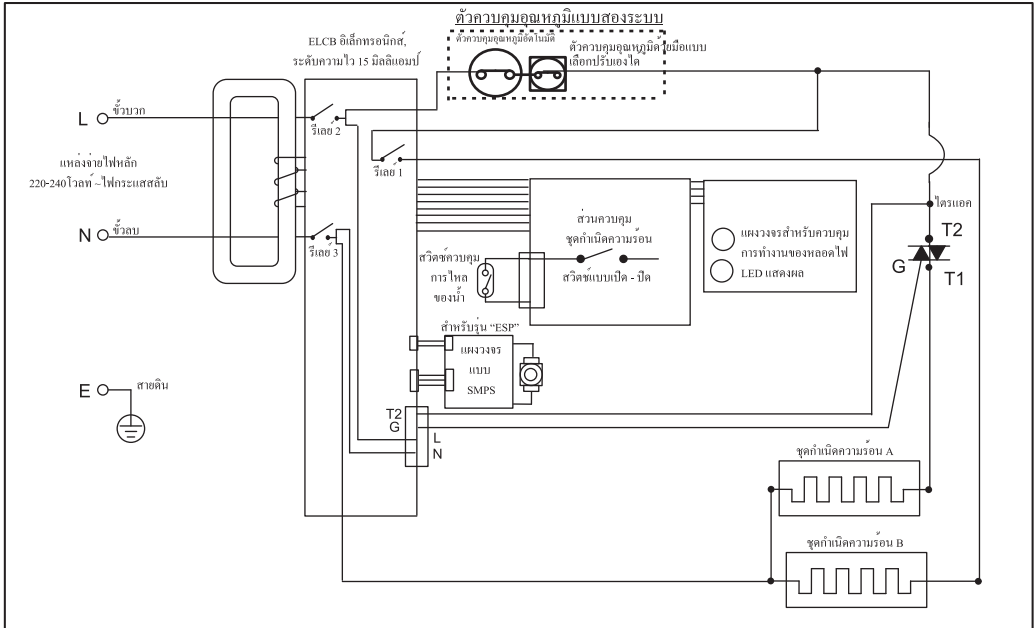 ตัวควบคุมอุณหภูมิแบบสองระบบ
ตัวควบคุมอุณหภูมิอัตโนมัติ
ตัวควบคุมอุณหภูมิด้วยมือแบบ
เลือกปรับเองได้
ELCB อิเล็กทรอนิกส์,
ระดับความไว 15 มิลลิแอมป์
L
ขั้วบวก
รีเลย์ 2
แหล่งจ่ายไฟหลัก
220-240โวลท์ ~ไฟกระแสสลับ
รีเลย์ 1
N
ขั้วลบ
รีเลย์ 3
ส่วนควบคุม
ชุดกำเนิดความร้อน
สวิตช์แบบเปิด - ปิด
สวิตซ์ควบคุม
การไหล
ของน้ำ
แผงวงจรสำหรับควบคุม
การทำงานของหลอดไฟ
LED แสดงผล
ไตรแอค
T2
G
T1
สำหรับรุ่น “ESP”
แผงวงจร
แบบ
SMPS
E
สายดิน
T2
G
L
N
ชุดกำเนิดความร้อน A
ชุดกำเนิดความร้อน B